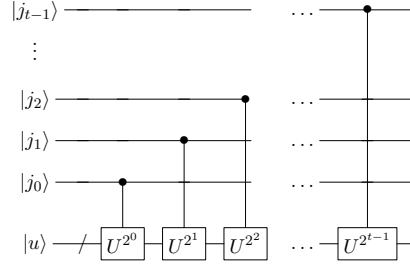 |j_{t−1}⟩ ...
⋮
|j_2⟩ ...
|j_1⟩ ...
|j_0⟩ ...
|u⟩ U^{2^0} U^{2^1} U^{2^2} ... U^{2^{t−1}}